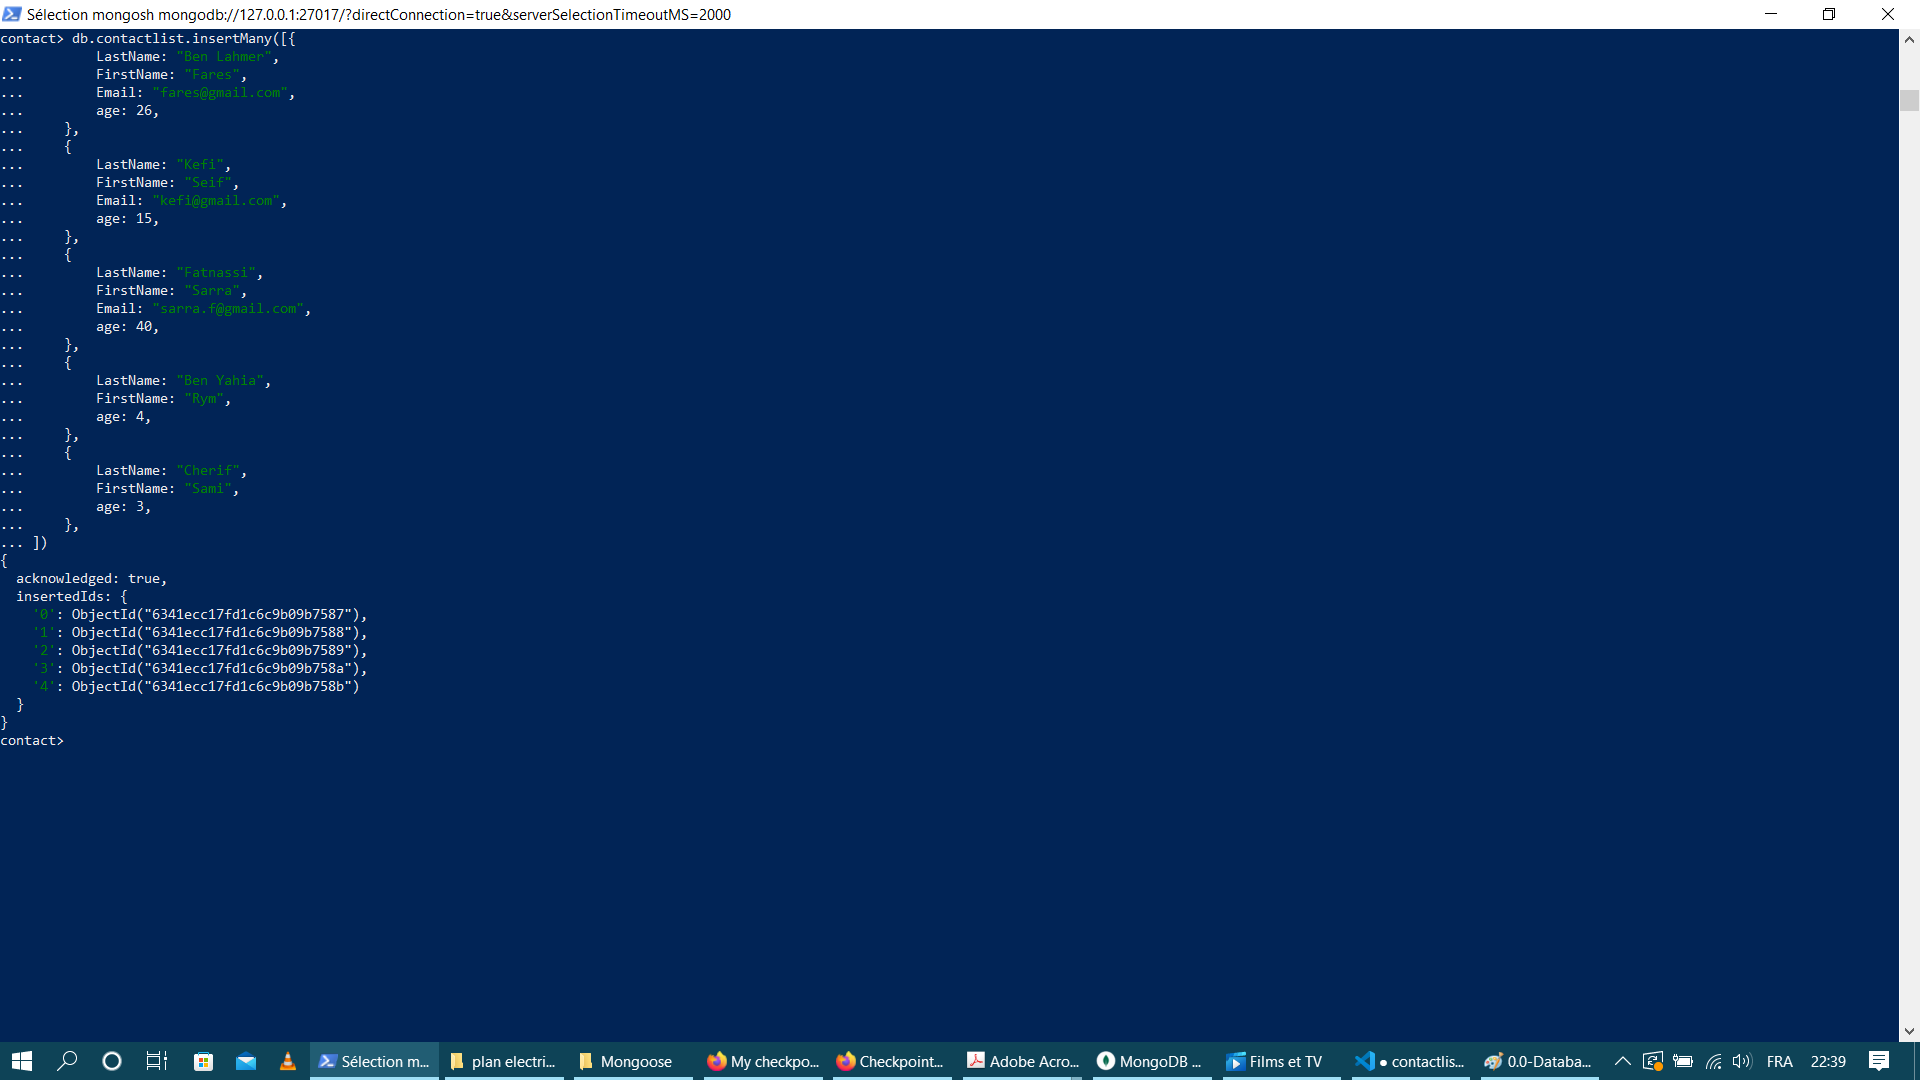 Sélection mongosh mongodb://127.0.0.1:27017/?directConnection=true&serverSelectionTimeoutMS=2000
contact> db.contactlist.insertMany([{
...         LastName: "Ben Lahmer",
...         FirstName: "Fares",
...         Email: "fares@gmail.com",
...         age: 26,
...     },
...     {
...         LastName: "Kefi",
...         FirstName: "Seif",
...         Email: "kefi@gmail.com",
...         age: 15,
...     },
...     {
...         LastName: "Fatnassi",
...         FirstName: "Sarra",
...         Email: "sarra.f@gmail.com",
...         age: 40,
...     },
...     {
...         LastName: "Ben Yahia",
...         FirstName: "Rym",
...         age: 4,
...     },
...     {
...         LastName: "Cherif",
...         FirstName: "Sami",
...         age: 3,
...     },
... ])
{
  acknowledged: true,
  insertedIds: {
    '0': ObjectId("6341ecc17fd1c6c9b09b7587"),
    '1': ObjectId("6341ecc17fd1c6c9b09b7588"),
    '2': ObjectId("6341ecc17fd1c6c9b09b7589"),
    '3': ObjectId("6341ecc17fd1c6c9b09b758a"),
    '4': ObjectId("6341ecc17fd1c6c9b09b758b")
  }
}
contact>
Sélection m... plan electri... Mongoose My checkpo... Checkpoint... Adobe Acro... MongoDB ... Films et TV ● contactlis... 0.0-Databa... FRA 22:39